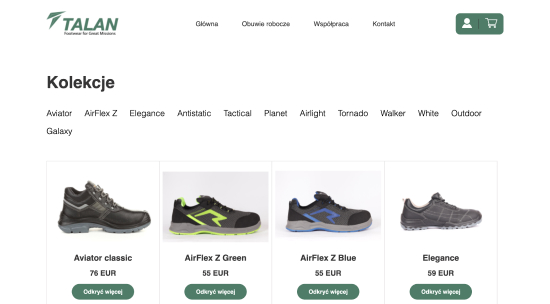 TALAN
Footwear for Great Missions
Główna Obuwie robocze Współpraca Kontakt
Kolekcje
Aviator AirFlex Z Elegance Antistatic Tactical Planet Airlight Tornado Walker White Outdoor
Galaxy
Aviator classic AirFlex Z Green AirFlex Z Blue Elegance
76 EUR 55 EUR 55 EUR 59 EUR
Odkryć więcej Odkryć więcej Odkryć więcej Odkryć więcej